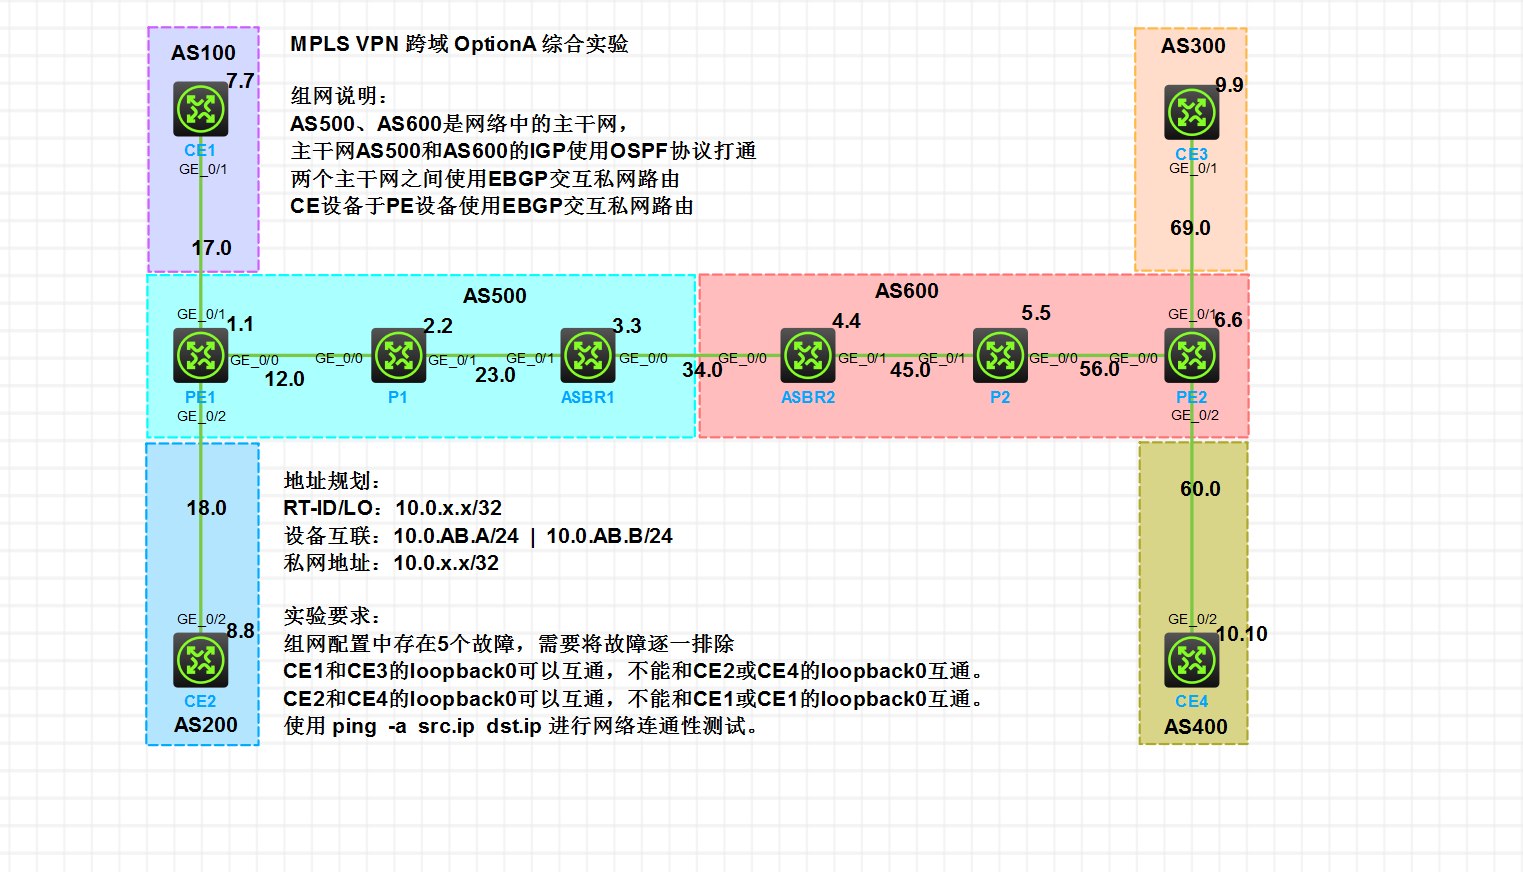 AS100
7.7
CE1
GE_0/1
17.0
MPLS VPN 跨域 OptionA 综合实验
组网说明：
AS500、AS600是网络中的主干网，
主干网AS500和AS600的IGP使用OSPF协议打通
两个主干网之间使用EBGP交互私网路由
CE设备于PE设备使用EBGP交互私网路由
AS300
9.9
CE3
GE_0/1
69.0
AS500
AS600
GE_0/1
1.1
2.2
3.3
4.4
5.5
GE_0/1
6.6
GE_0/0
12.0
GE_0/0
GE_0/1
23.0
GE_0/1
GE_0/0
34.0
GE_0/0
GE_0/1
45.0
GE_0/1
GE_0/0
56.0
GE_0/0
PE1
P1
ASBR1
ASBR2
P2
PE2
GE_0/2
GE_0/2
18.0
GE_0/2
8.8
CE2
AS200
地址规划：
RT-ID/LO：10.0.x.x/32
设备互联：10.0.AB.A/24 | 10.0.AB.B/24
私网地址：10.0.x.x/32
实验要求：
组网配置中存在5个故障，需要将故障逐一排除
CE1和CE3的loopback0可以互通，不能和CE2或CE4的loopback0互通。
CE2和CE4的loopback0可以互通，不能和CE1或CE1的loopback0互通。
使用 ping -a src.ip dst.ip 进行网络连通性测试。
60.0
GE_0/2
10.10
CE4
AS400